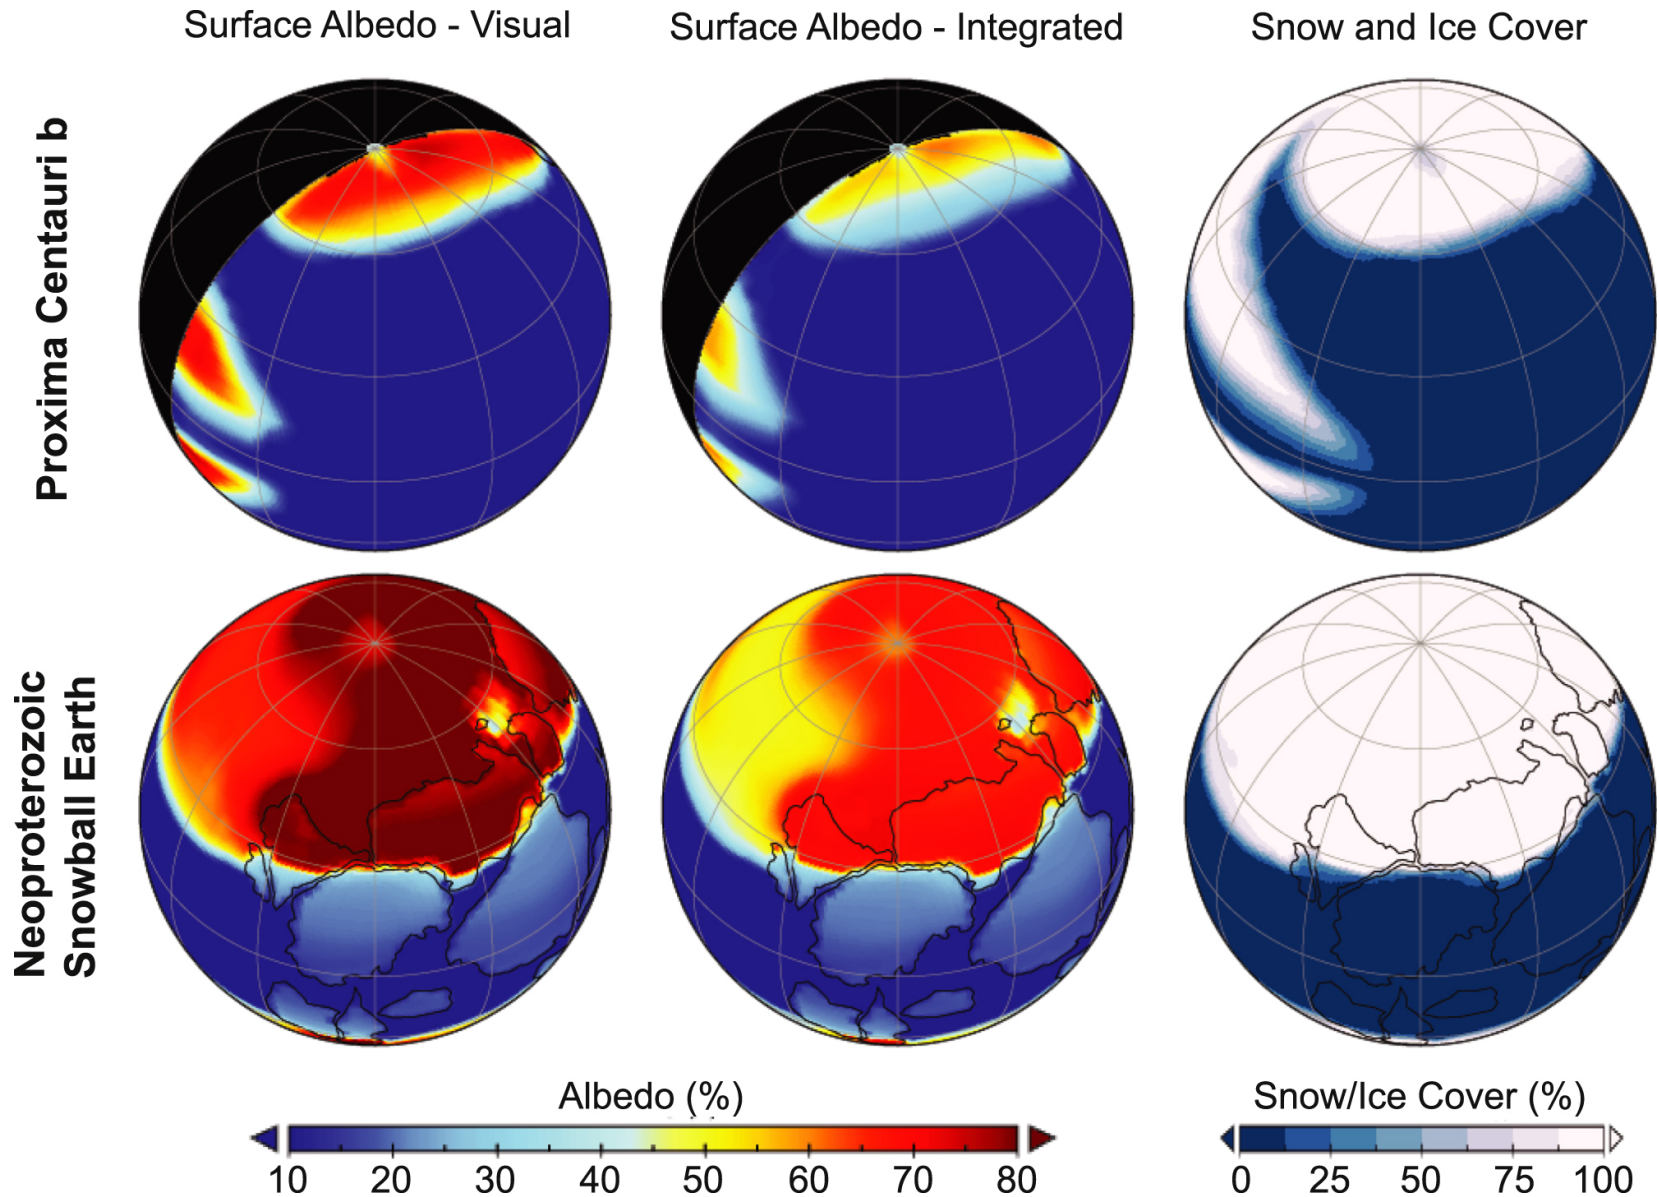 Surface Albedo - Visual
Surface Albedo - Integrated
Snow and Ice Cover
Proxima Centauri b
Neoproterozoic
Snowball Earth
Albedo (%)
10 20 30 40 50 60 70 80
Snow/Ice Cover (%)
0 25 50 75 100